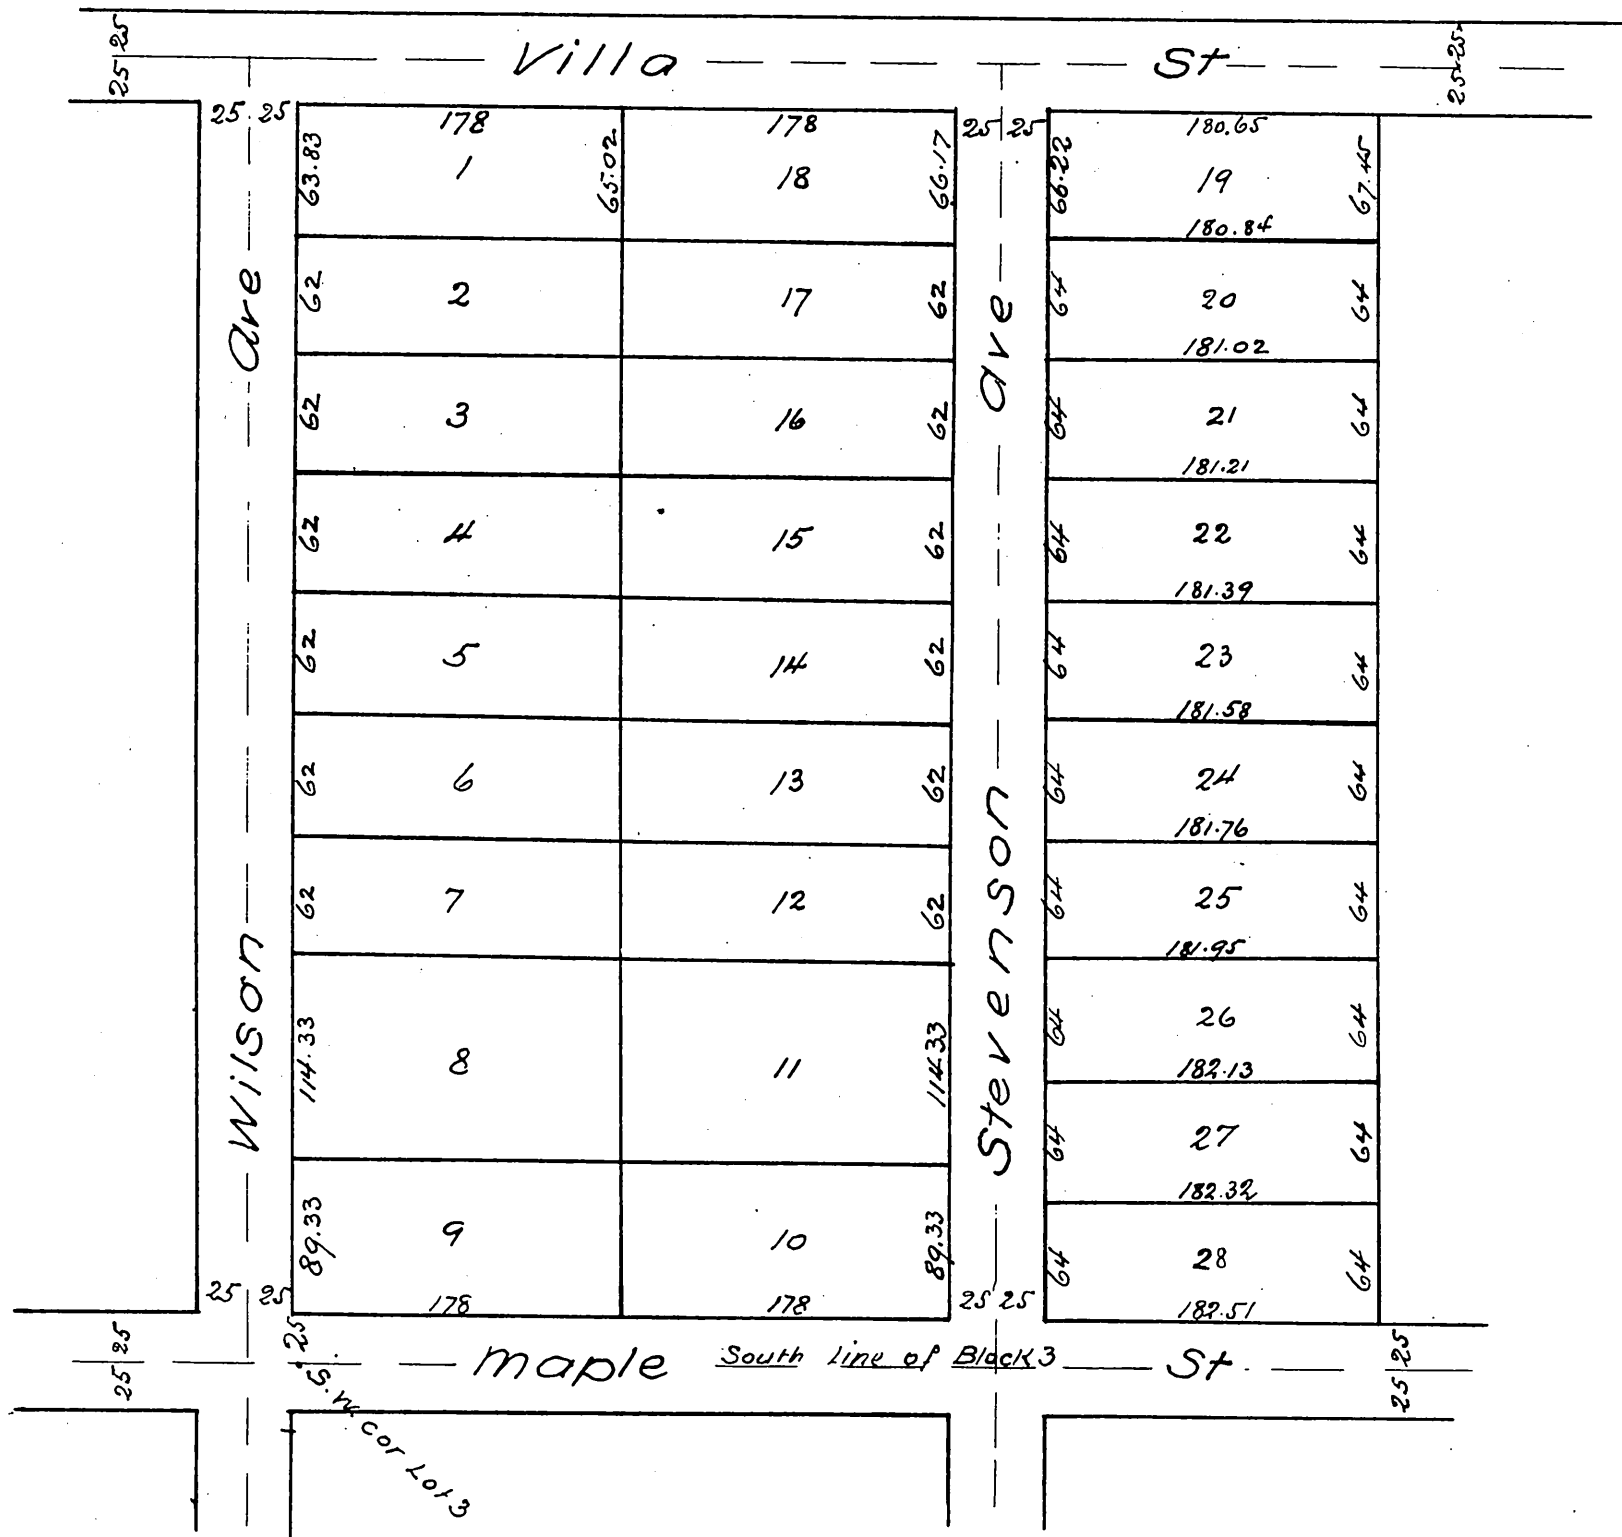 Villa St
25 25
25 25
25 25 178 178 25 25 180.65
63.83 1 65.02 18 66.17 66.22 19 67.45
180.84
62 2 17 62 64 20 64
181.02
62 3 16 62 64 21 64
181.21
62 4 15 62 64 22 64
181.39
62 5 14 62 64 23 64
181.58
62 6 13 62 64 24 64
181.76
62 7 12 62 64 25 64
181.95
114.33 8 11 114.33 64 26 64
182.13
64 27 64
182.32
89.33 9 10 89.33 64 28 64
25 25 178 178 25 25 182.51
Wilson Ave
Stevenson Ave
25 25
25
Maple South Line of Block 3 St
25 25
S.W. cor Lot 3